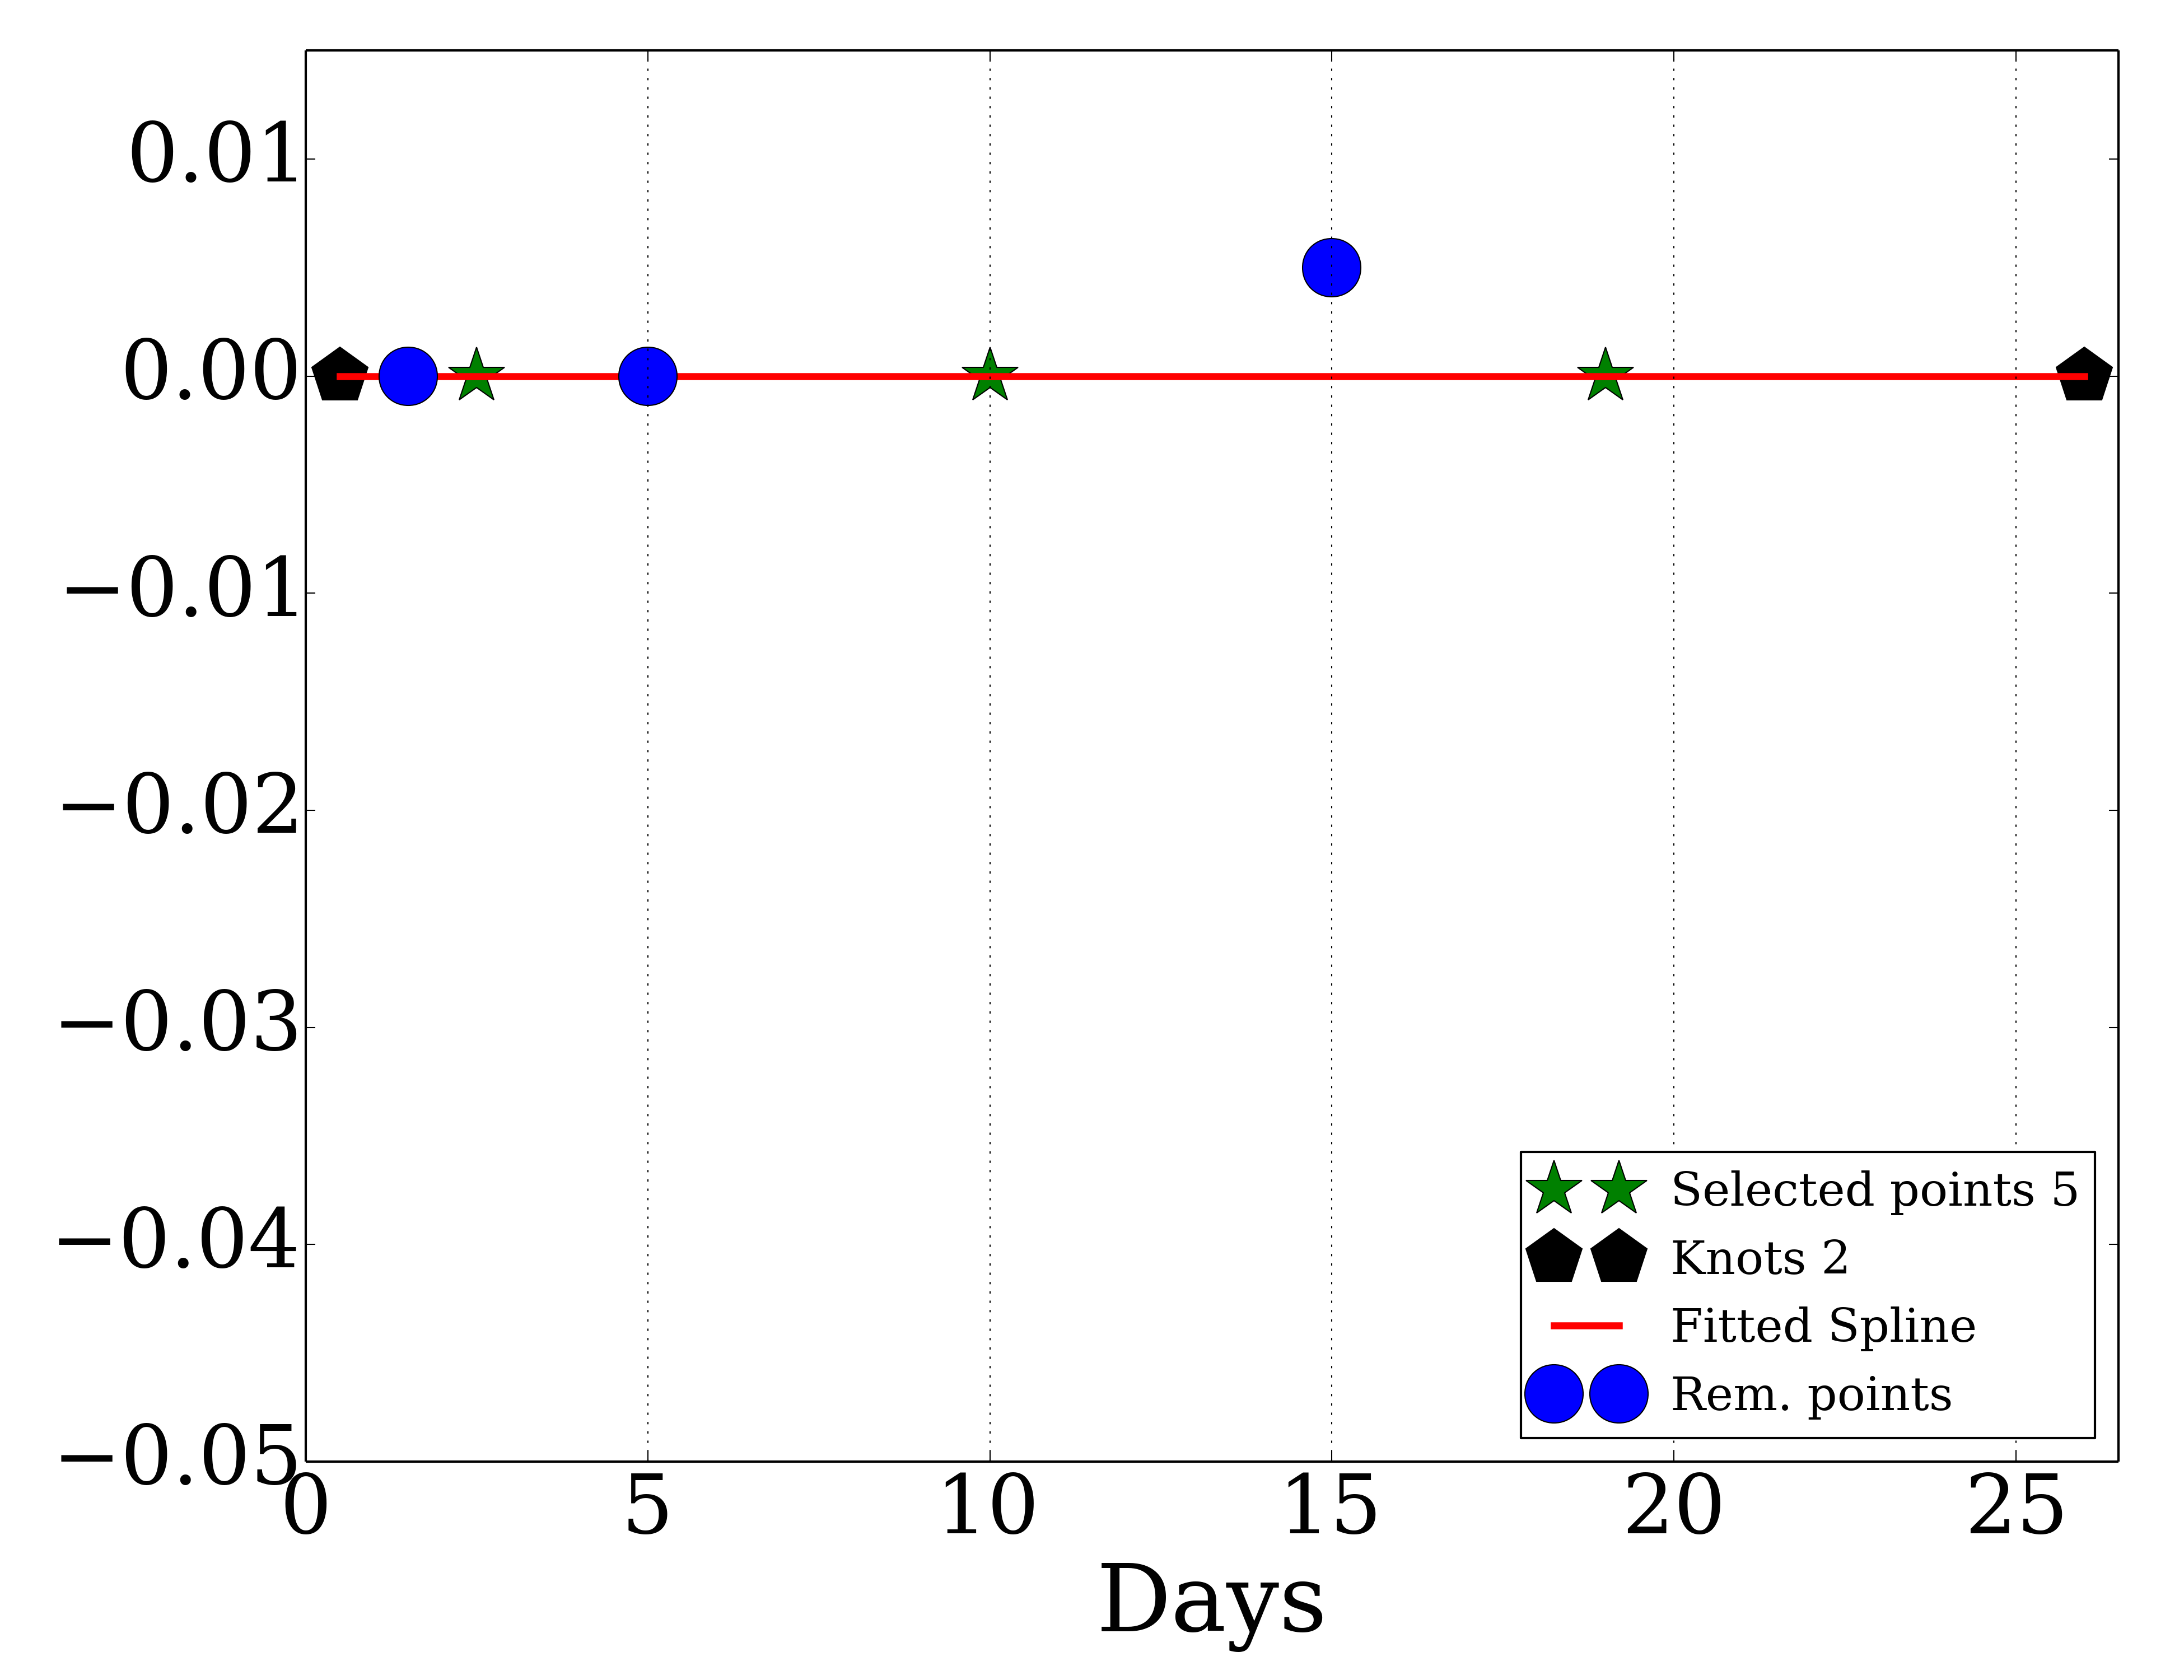 0.01
0.00
−0.01
−0.02
−0.03
−0.04
−0.05
Selected points 5
Knots 2
Fitted Spline
Rem. points
0 5 10 15 20 25
Days